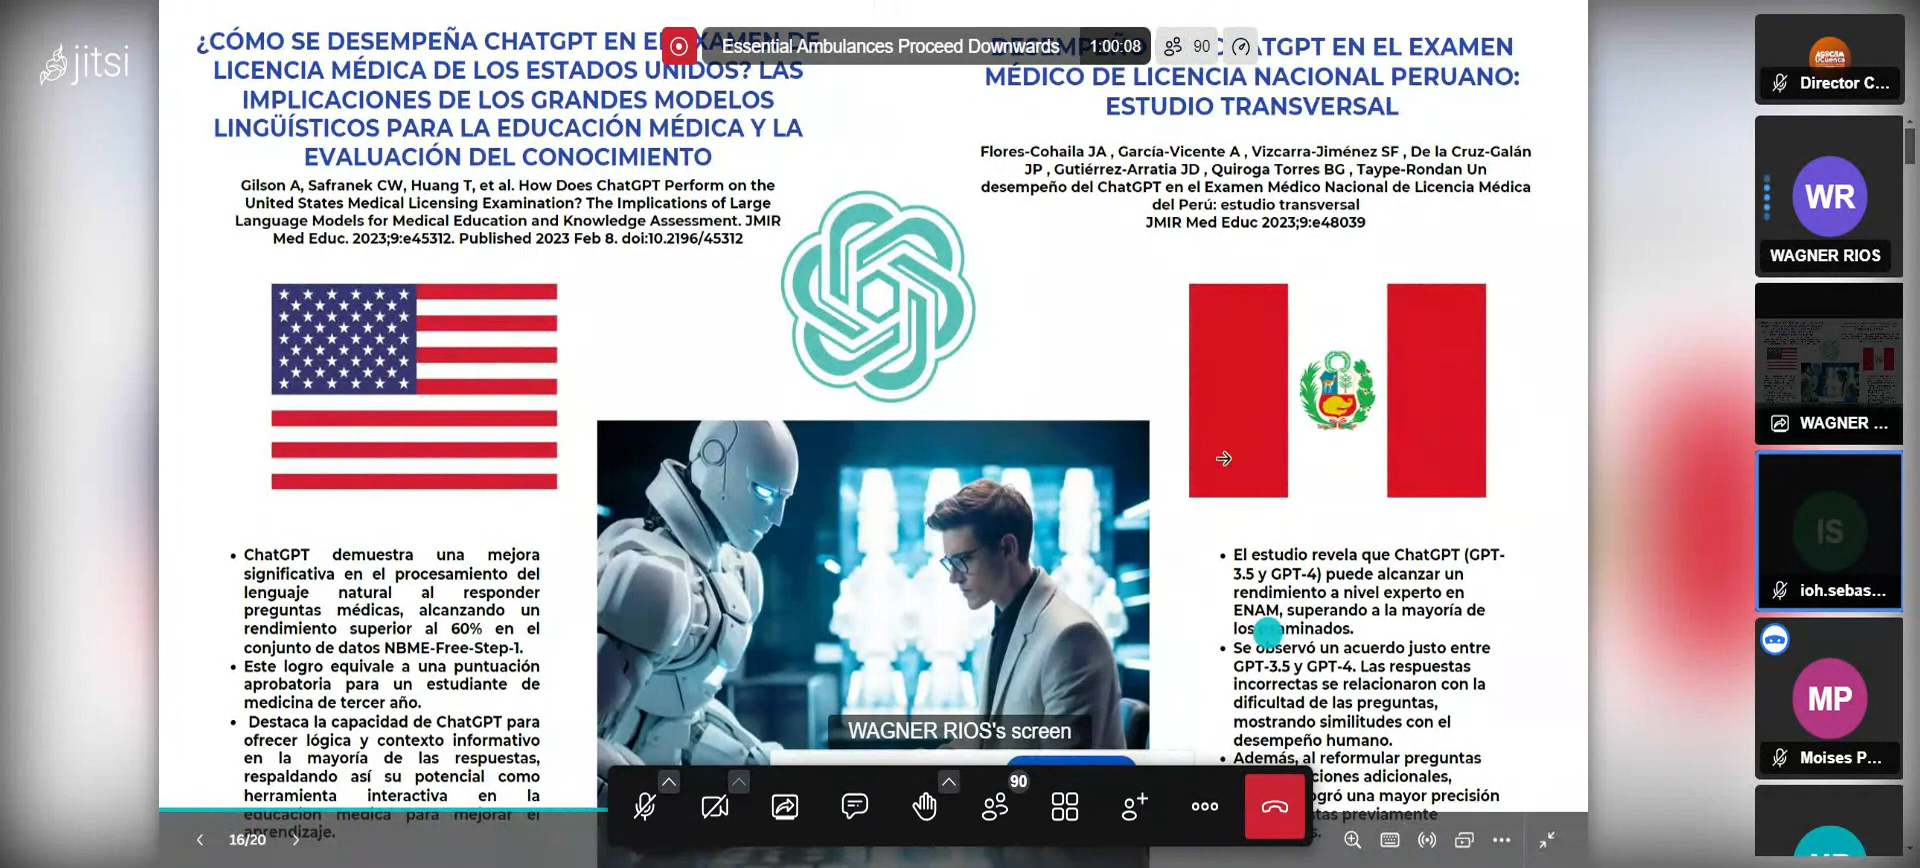 jitsi
Essential Ambulances Proceed Downwards
1:00:08
90
¿CÓMO SE DESEMPEÑA CHATGPT EN EL EXAMEN DE
LICENCIA MÉDICA DE LOS ESTADOS UNIDOS? LAS
IMPLICACIONES DE LOS GRANDES MODELOS
LINGÜÍSTICOS PARA LA EDUCACIÓN MÉDICA Y LA
EVALUACIÓN DEL CONOCIMIENTO
Gilson A, Safranek CW, Huang T, et al. How Does ChatGPT Perform on the
United States Medical Licensing Examination? The Implications of Large
Language Models for Medical Education and Knowledge Assessment. JMIR
Med Educ. 2023;9:e45312. Published 2023 Feb 8. doi:10.2196/45312
• ChatGPT demuestra una mejora
significativa en el procesamiento del
lenguaje natural al responder
preguntas médicas, alcanzando un
rendimiento superior al 60% en el
conjunto de datos NBME-Free-Step-1.
• Este logro equivale a una puntuación
aprobatoria para un estudiante de
medicina de tercer año.
• Destaca la capacidad de ChatGPT para
ofrecer lógica y contexto informativo
en la mayoría de las respuestas,
respaldando así su potencial como
herramienta interactiva en la
educación médica para mejorar el
aprendizaje.
CHATGPT EN EL EXAMEN
MÉDICO DE LICENCIA NACIONAL PERUANO:
ESTUDIO TRANSVERSAL
Flores-Cohaila JA , García-Vicente A , Vizcarra-Jiménez SF , De la Cruz-Galán
JP , Gutiérrez-Arratia JD , Quiroga Torres BG , Taype-Rondan Un
desempeño del ChatGPT en el Examen Médico Nacional de Licencia Médica
del Perú: estudio transversal
JMIR Med Educ 2023;9:e48039
• El estudio revela que ChatGPT (GPT-
3.5 y GPT-4) puede alcanzar un
rendimiento a nivel experto en
ENAM, superando a la mayoría de
los examinados.
• Se observó un acuerdo justo entre
GPT-3.5 y GPT-4. Las respuestas
incorrectas se relacionaron con la
dificultad de las preguntas,
mostrando similitudes con el
desempeño humano.
• Además, al reformular preguntas
adicionales,
una mayor precisión
previamente
WAGNER RIOS's screen
90
16/20
Director C...
WR
WAGNER RIOS
WAGNER ...
IS
ioh.sebas...
MP
Moises P...